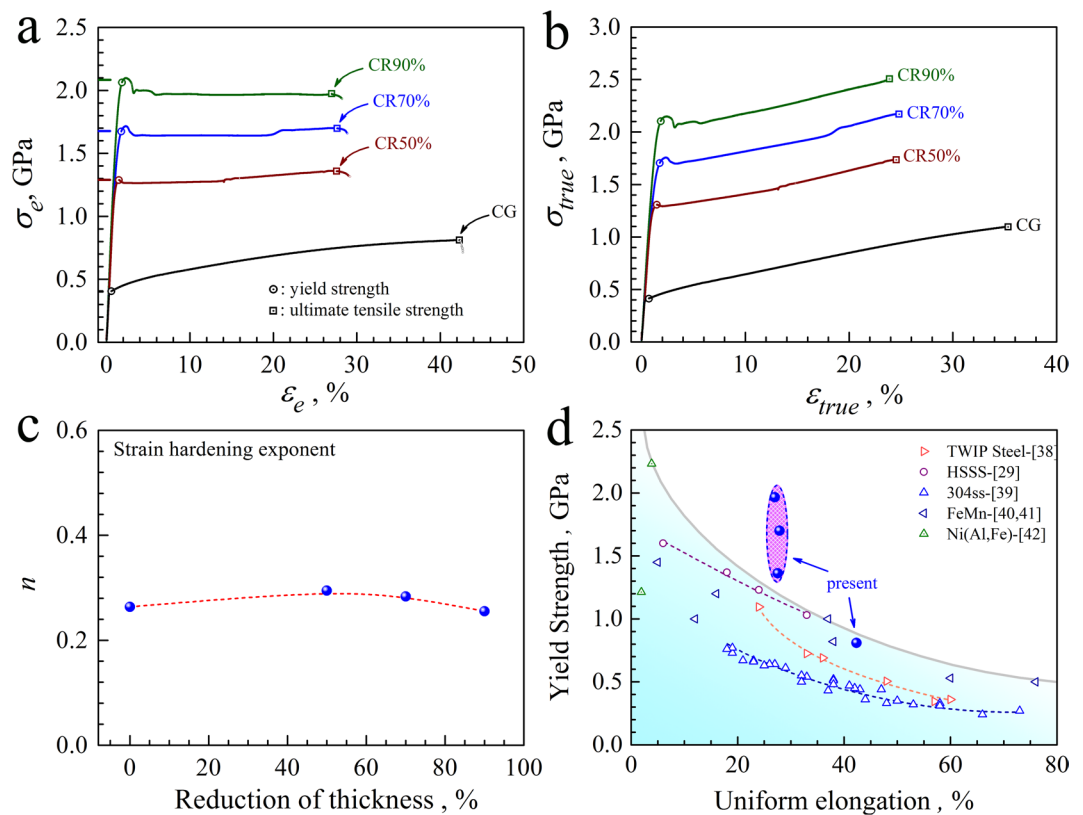 a
2.5
2.0
1.5
1.0
0.5
0.0
σe, GPa
CR90%
CR70%
CR50%
CG
: yield strength
: ultimate tensile strength
0 10 20 30 40 50
εe , %
b
3.0
2.5
2.0
1.5
1.0
0.5
0.0
σtrue, GPa
CR90%
CR70%
CR50%
CG
0 10 20 30 40
εtrue , %
c
0.6
0.4
0.2
0.0
n
Strain hardening exponent
0 20 40 60 80 100
Reduction of thickness , %
d
2.5
2.0
1.5
1.0
0.5
0.0
Yield Strength , GPa
TWIP Steel-[38]
HSSS-[29]
304ss-[39]
FeMn-[40,41]
Ni(Al,Fe)-[42]
present
0 20 40 60 80
Uniform elongation , %